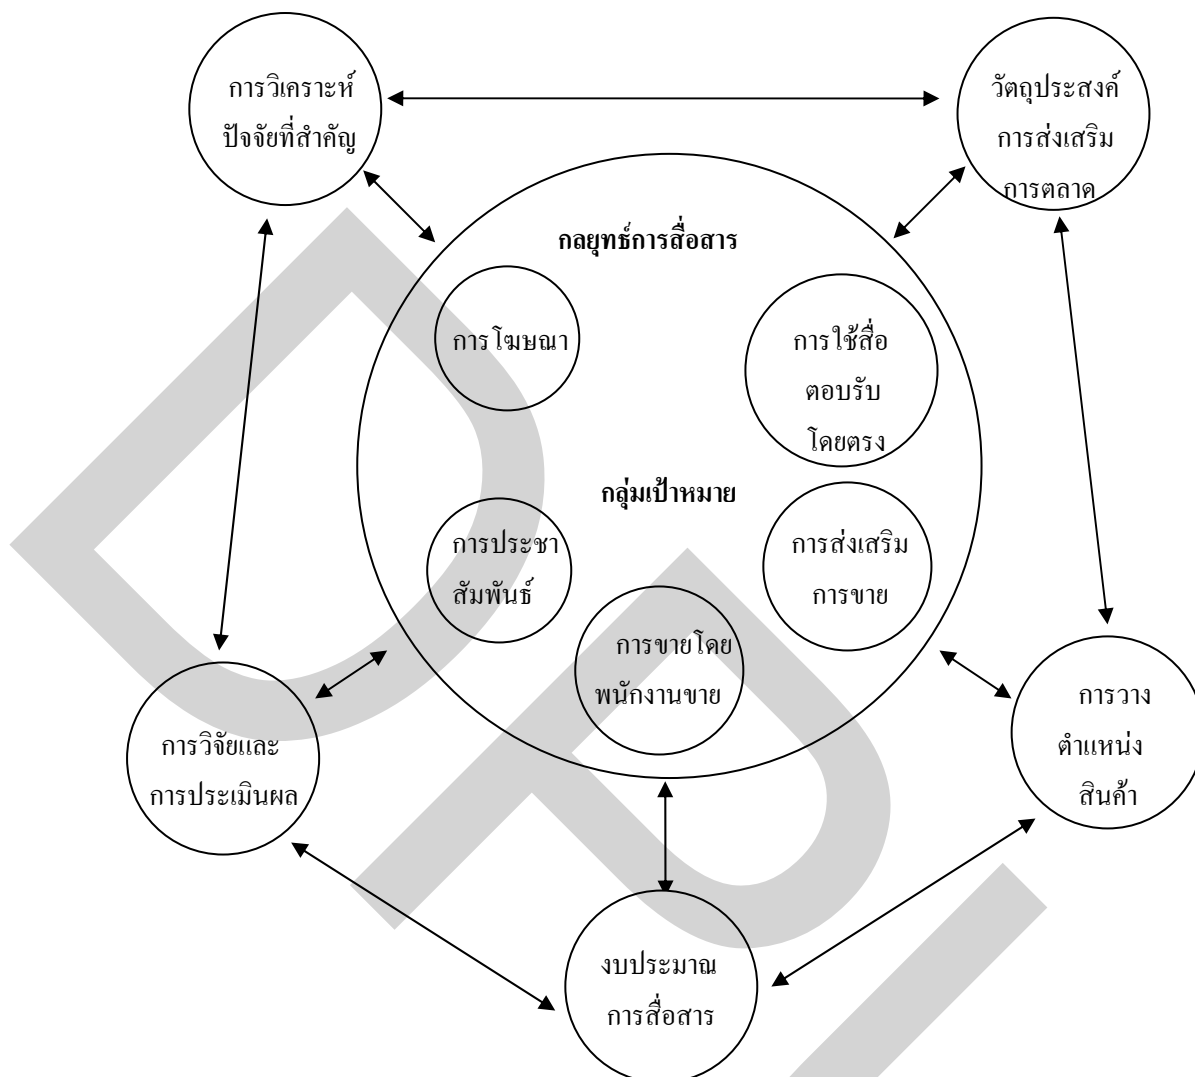 การวิเคราะห์
ปัจจัยที่สำคัญ
วัตถุประสงค์
การส่งเสริม
การตลาด
กลยุทธ์การสื่อสาร
การโฆษณา
การใช้สื่อ
ตอบรับ
โดยตรง
กลุ่มเป้าหมาย
การประชา
สัมพันธ์
การส่งเสริม
การขาย
การขายโดย
พนักงานขาย
การวิจัยและ
การประเมินผล
การวาง
ตำแหน่ง
สินค้า
งบประมาณ
การสื่อสาร